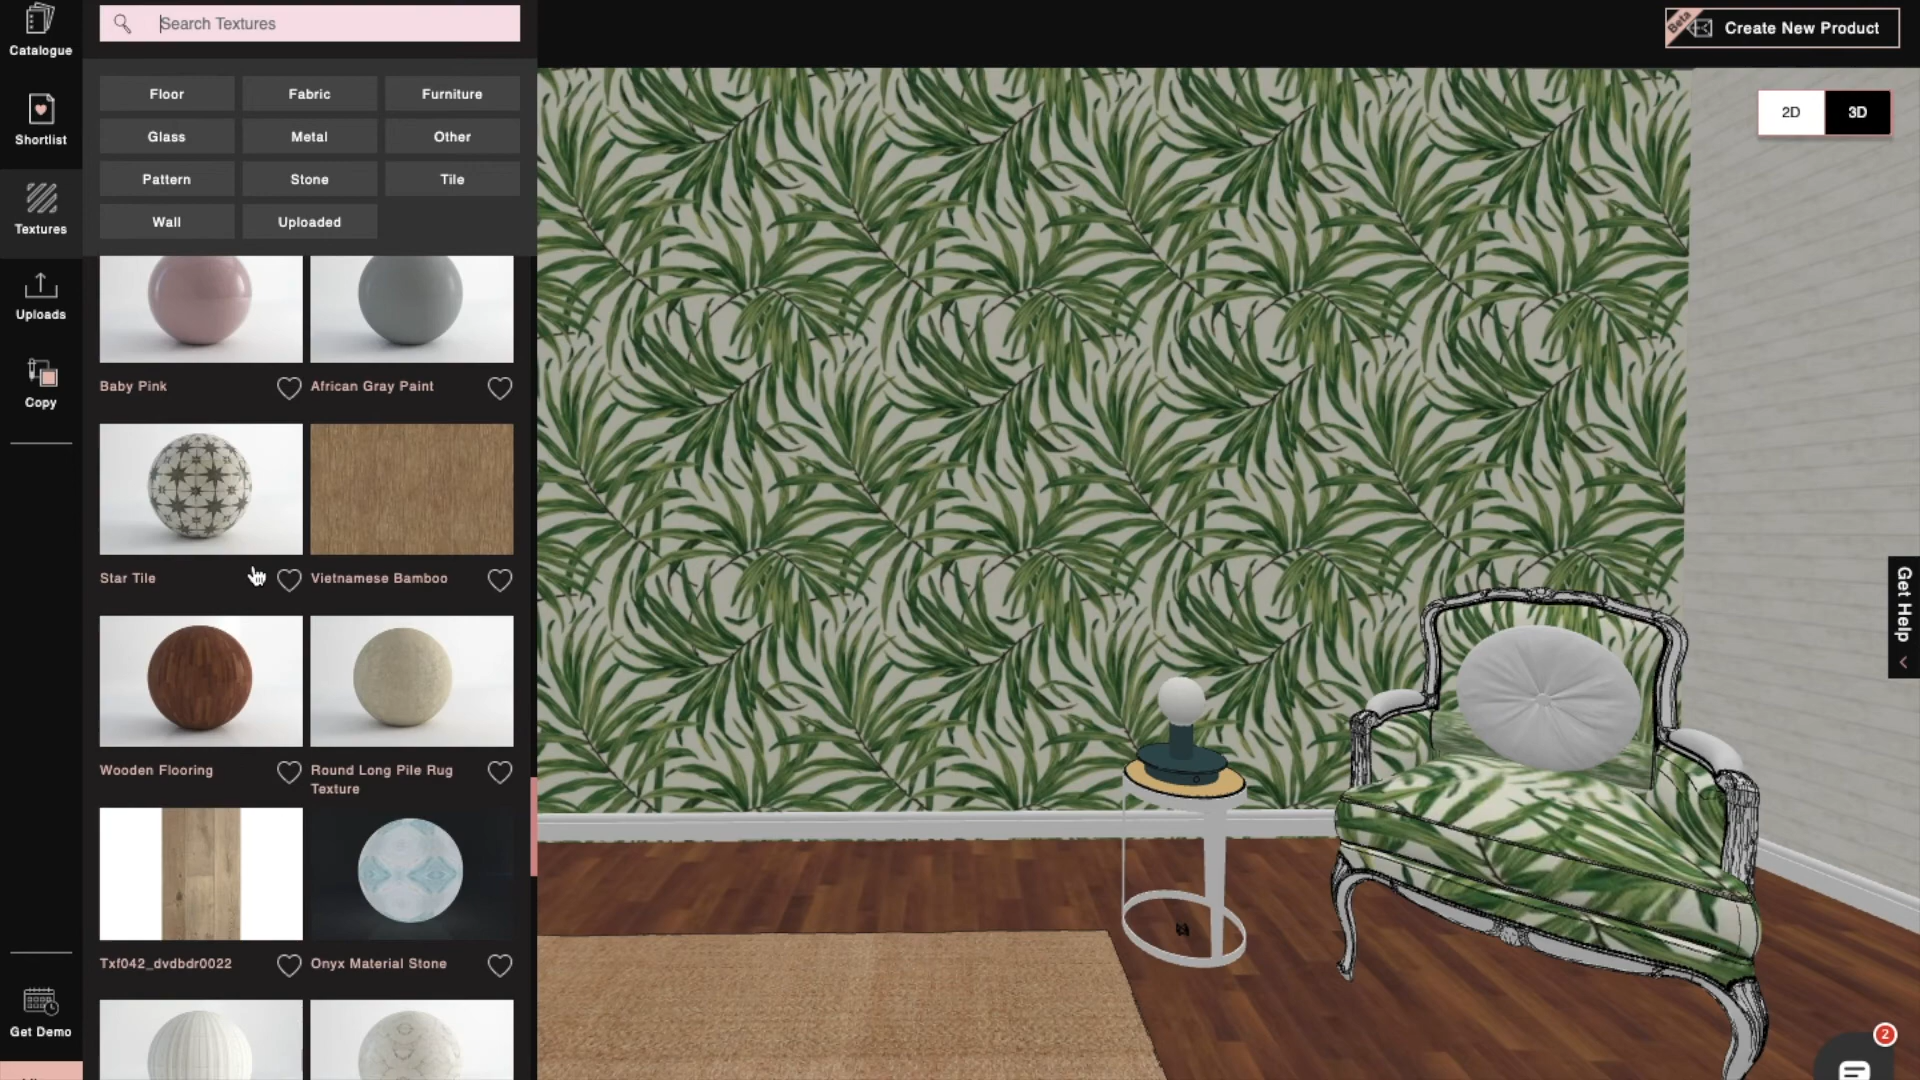 Catalogue
Shortlist
Textures
Uploads
Copy
Get Demo
Search Textures
Floor
Fabric
Furniture
Glass
Metal
Other
Pattern
Stone
Tile
Wall
Uploaded
Baby Pink
African Gray Paint
Star Tile
Vietnamese Bamboo
Wooden Flooring
Round Long Pile Rug
Texture
Txf042_dvdbdr0022
Onyx Material Stone
Beta
Create New Product
2D
3D
Get Help
2